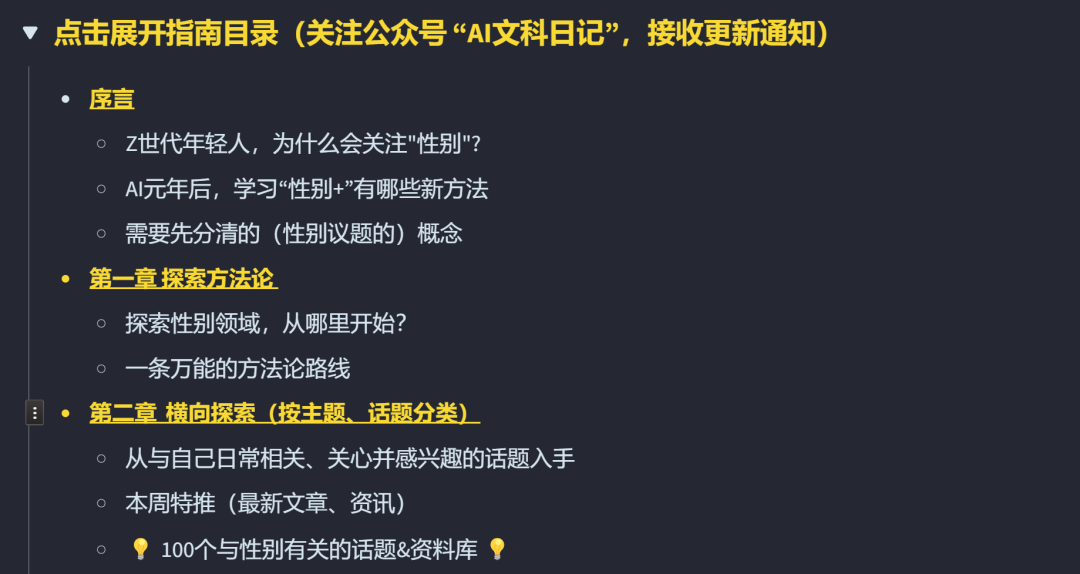 点击展开指南目录（关注公众号 “AI文科日记”，接收更新通知）
序言
Z世代年轻人，为什么会关注"性别"?
AI元年后，学习“性别+”有哪些新方法
需要先分清的（性别议题的）概念
第一章 探索方法论
探索性别领域，从哪里开始？
一条万能的方法论路线
第二章 横向探索（按主题、话题分类）
从与自己日常相关、关心并感兴趣的话题入手
本周特推（最新文章、资讯）
💡 100个与性别有关的话题&资料库 💡